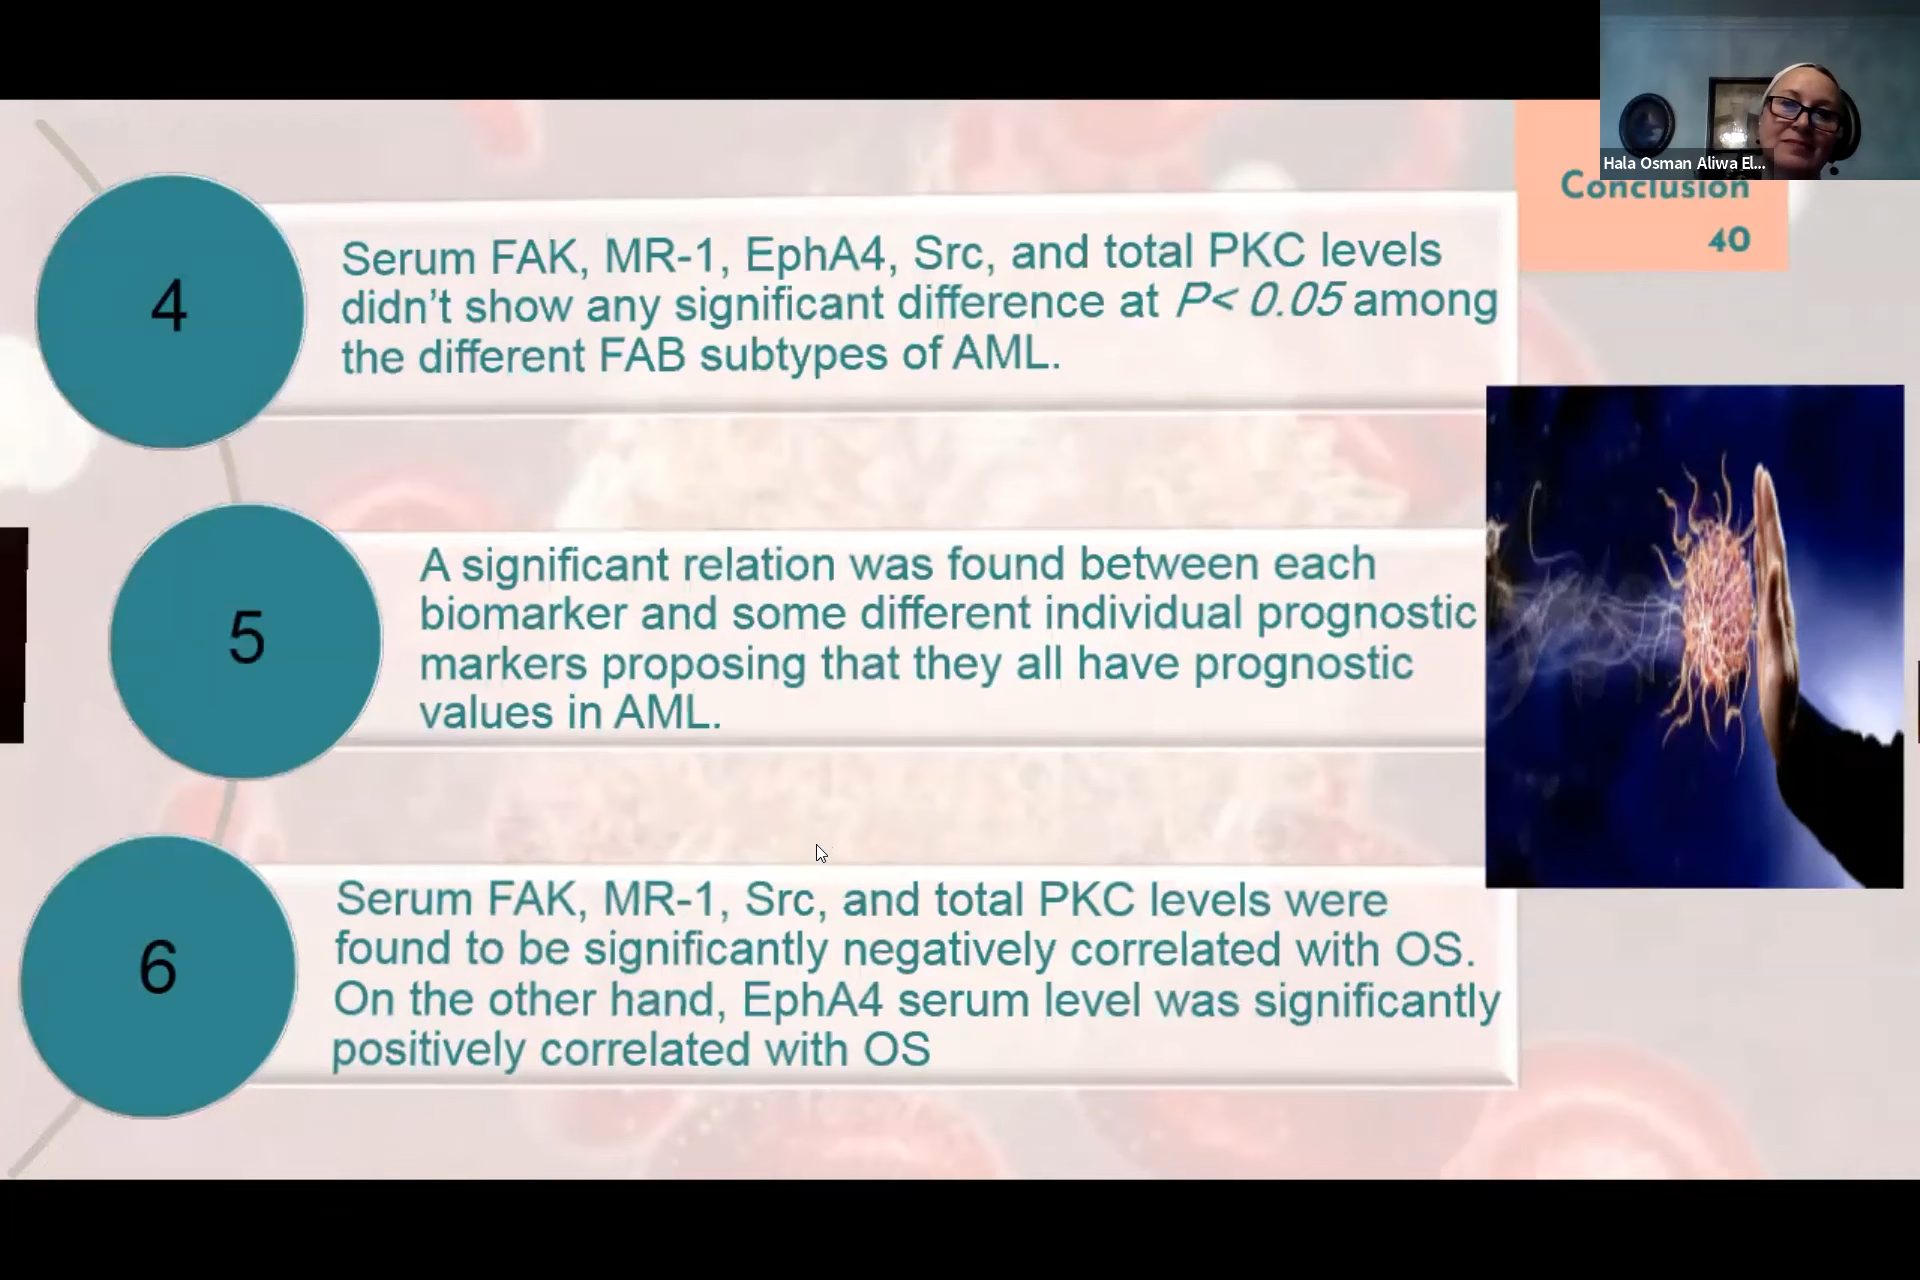 Hala Osman Aliwa El...
Conclusion
40
4
Serum FAK, MR-1, EphA4, Src, and total PKC levels
didn't show any significant difference at P< 0.05 among
the different FAB subtypes of AML.
5
A significant relation was found between each
biomarker and some different individual prognostic
markers proposing that they all have prognostic
values in AML.
6
Serum FAK, MR-1, Src, and total PKC levels were
found to be significantly negatively correlated with OS.
On the other hand, EphA4 serum level was significantly
positively correlated with OS